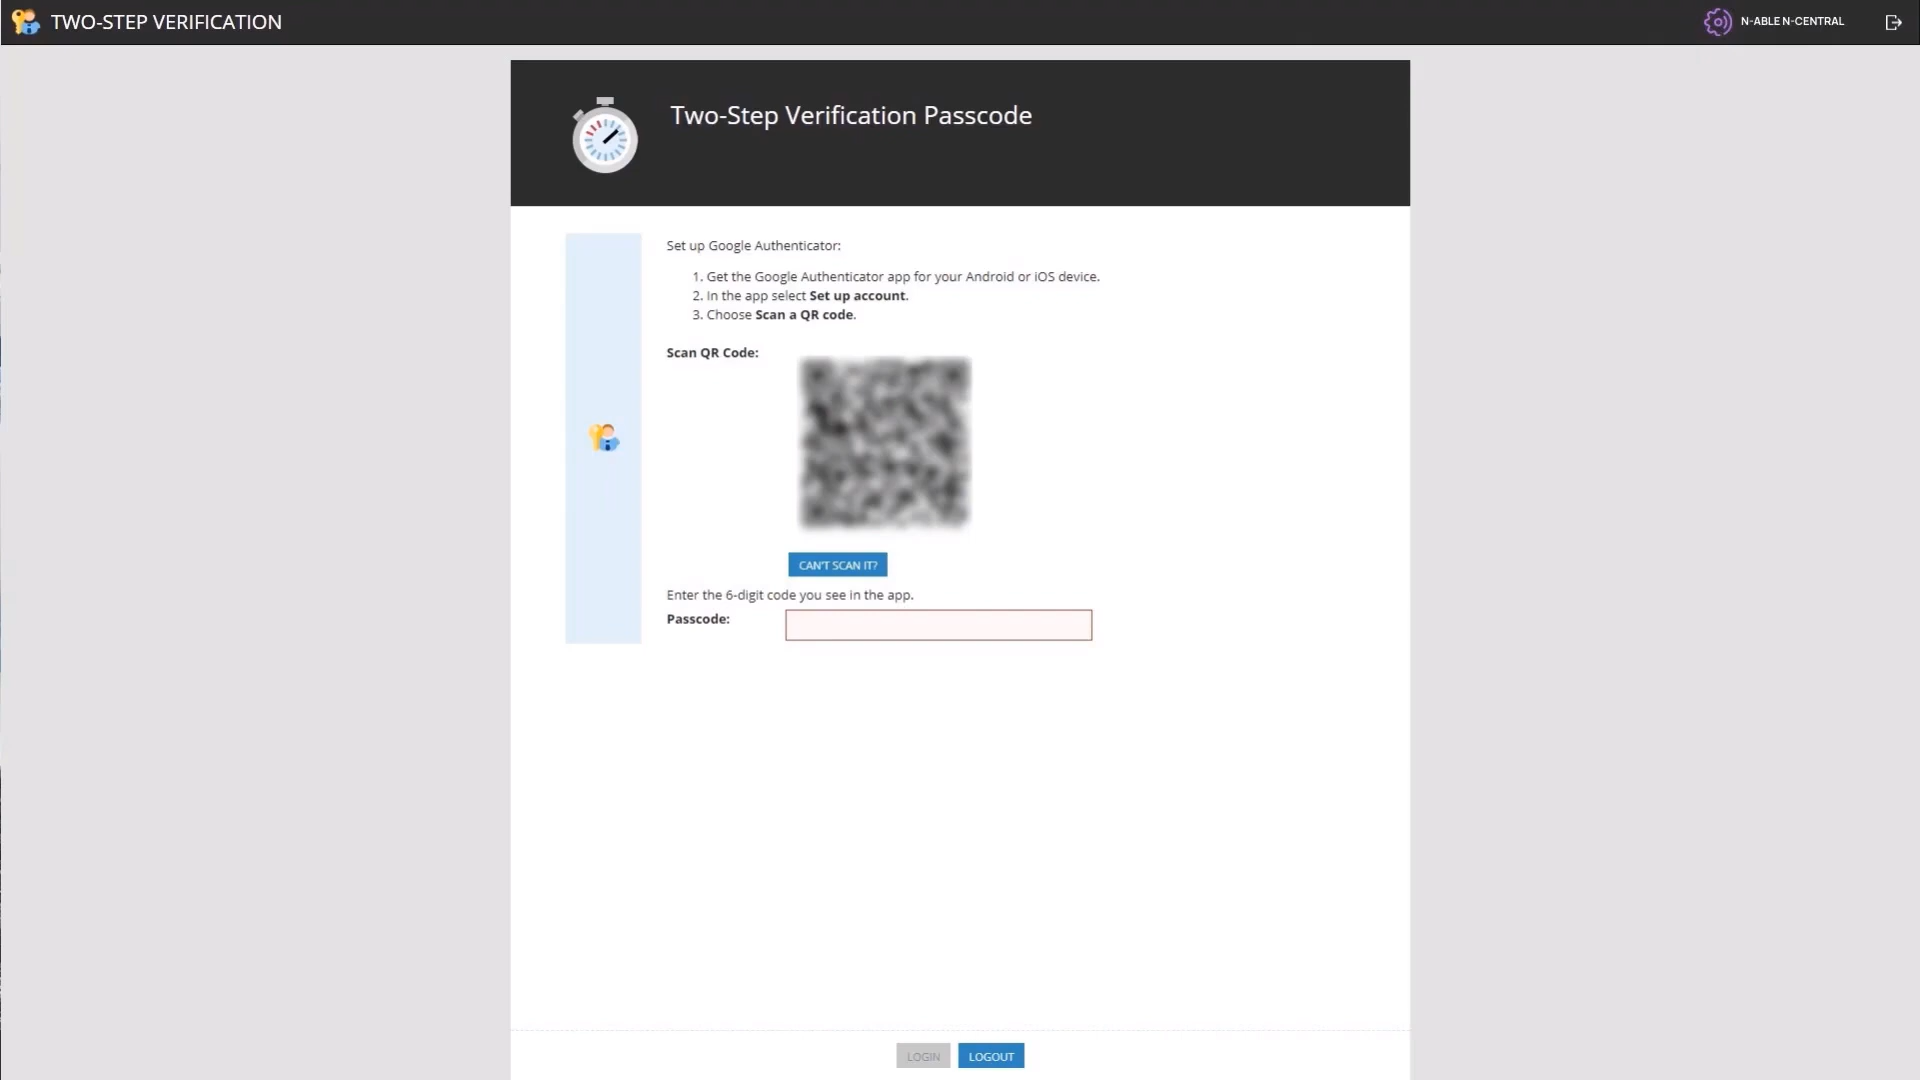 TWO-STEP VERIFICATION
N-ABLE N-CENTRAL
Two-Step Verification Passcode
Set up Google Authenticator:
1. Get the Google Authenticator app for your Android or iOS device.
2. In the app select Set up account.
3. Choose Scan a QR code.
Scan QR Code:
CAN'T SCAN IT?
Enter the 6-digit code you see in the app.
Passcode:
LOGIN
LOGOUT